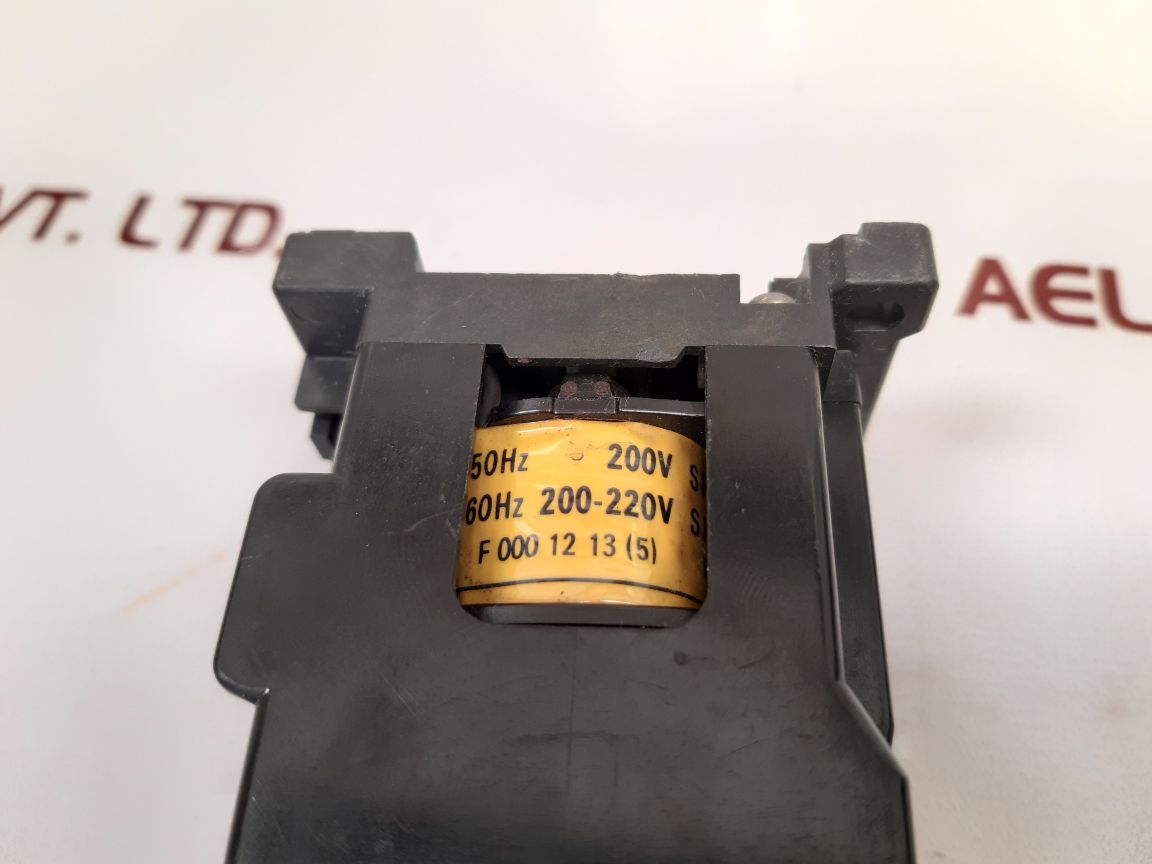 VT. LTD.
AEL
50Hz 200V S
60Hz 200-220V S
F 000 12 13 (5)